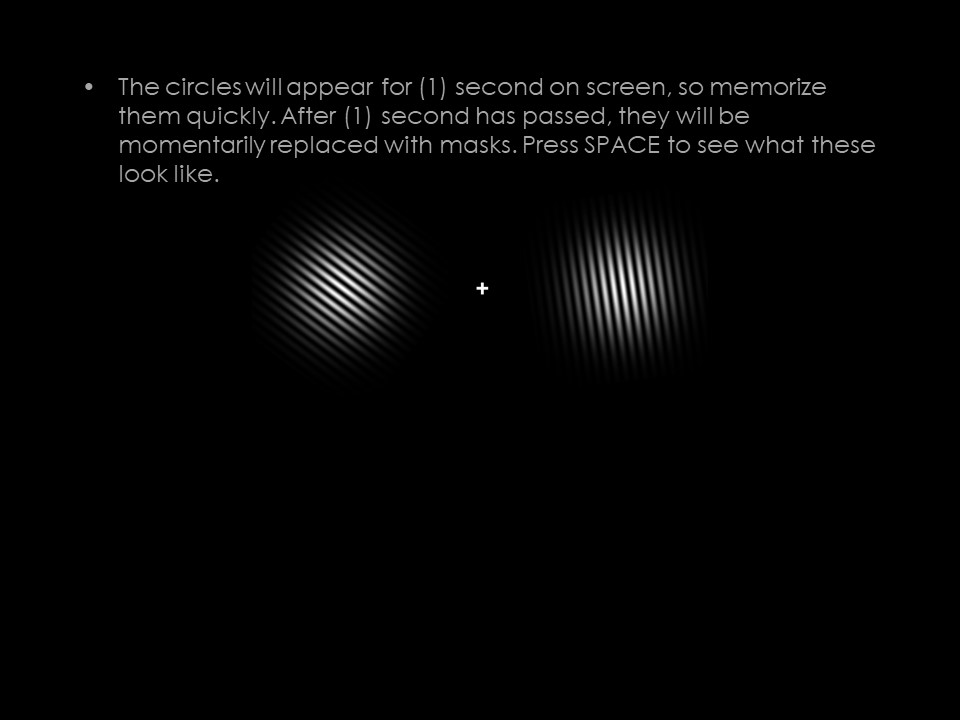 • The circles will appear for (1) second on screen, so memorize
them quickly. After (1) second has passed, they will be
momentarily replaced with masks. Press SPACE to see what these
look like.
+